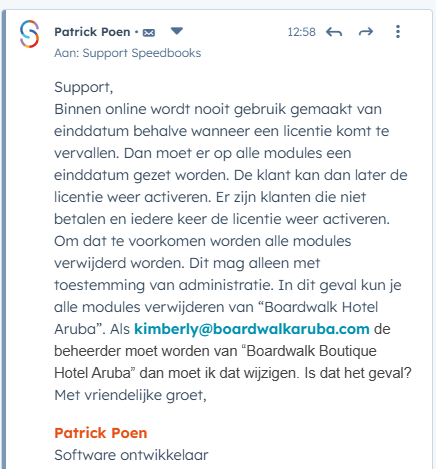 Patrick Poen · 12:58
Aan: Support Speedbooks
Support,
Binnen online wordt nooit gebruik gemaakt van
einddatum behalve wanneer een licentie komt te
vervallen. Dan moet er op alle modules een
einddatum gezet worden. De klant kan dan later de
licentie weer activeren. Er zijn klanten die niet
betalen en iedere keer de licentie weer activeren.
Om dat te voorkomen worden alle modules
verwijderd worden. Dit mag alleen met
toestemming van administratie. In dit geval kun je
alle modules verwijderen van “Boardwalk Hotel
Aruba”. Als kimberly@boardwalkaruba.com de
beheerder moet worden van “Boardwalk Boutique
Hotel Aruba” dan moet ik dat wijzigen. Is dat het geval?
Met vriendelijke groet,
Patrick Poen
Software ontwikkelaar